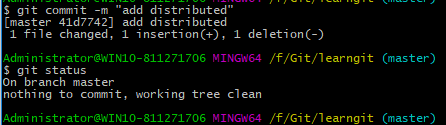 $ git commit -m "add distributed"
[master 41d7742] add distributed
 1 file changed, 1 insertion(+), 1 deletion(-)
Administrator@WIN10-811271706 MINGW64 /f/Git/learngit (master)
$ git status
On branch master
nothing to commit, working tree clean
Administrator@WIN10-811271706 MINGW64 /f/Git/learngit (master)